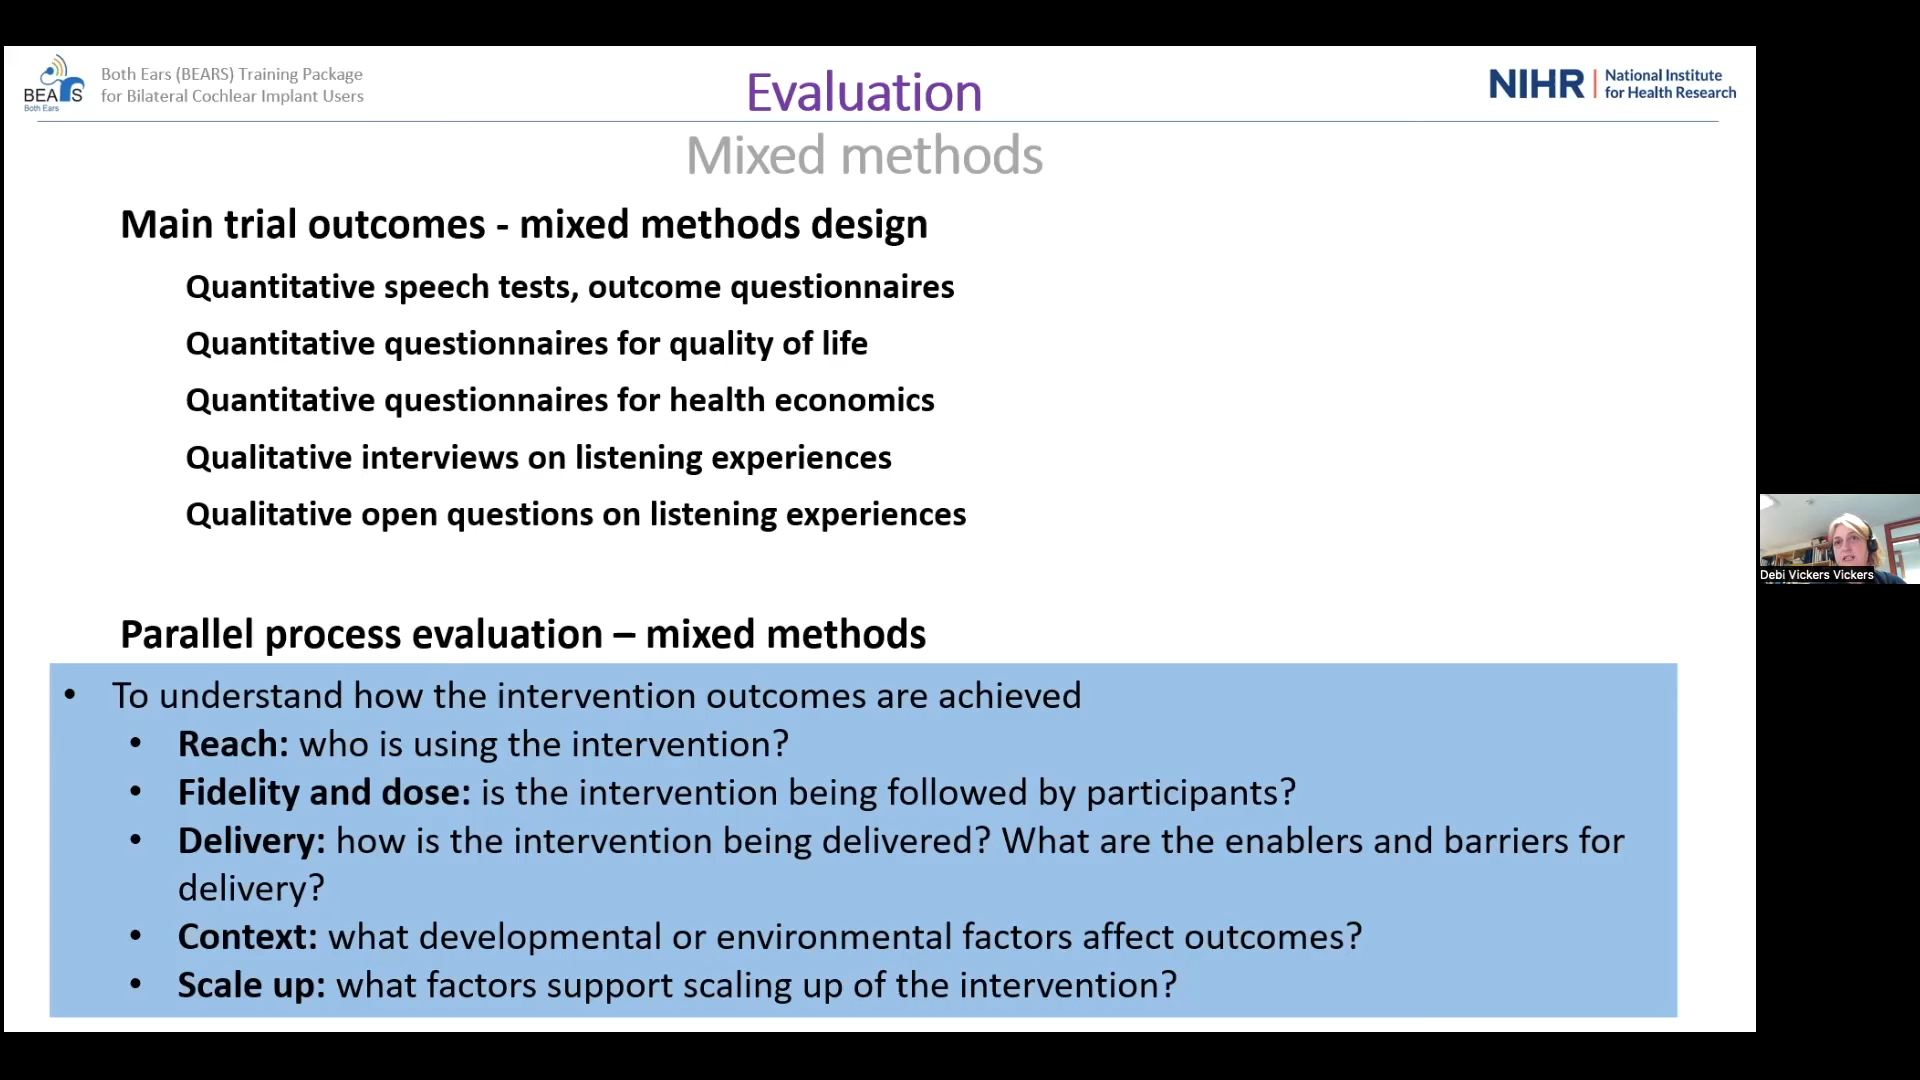 BEARS
Both Ears
Both Ears (BEARS) Training Package
for Bilateral Cochlear Implant Users
Evaluation
NIHR | National Institute
for Health Research
Mixed methods
Main trial outcomes - mixed methods design
Quantitative speech tests, outcome questionnaires
Quantitative questionnaires for quality of life
Quantitative questionnaires for health economics
Qualitative interviews on listening experiences
Qualitative open questions on listening experiences
Debi Vickers Vickers
Parallel process evaluation – mixed methods
• To understand how the intervention outcomes are achieved
• Reach: who is using the intervention?
• Fidelity and dose: is the intervention being followed by participants?
• Delivery: how is the intervention being delivered? What are the enablers and barriers for
delivery?
• Context: what developmental or environmental factors affect outcomes?
• Scale up: what factors support scaling up of the intervention?